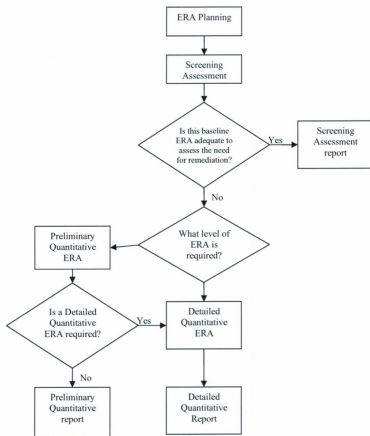 ERA Planning
Screening
Assessment
Is this baseline
ERA adequate to
assess the need
for remediation?
Yes
Screening
Assessment
report
No
What level of
ERA is
required?
Preliminary
Quantitative
ERA
Is a Detailed
Quantitative
ERA required?
Yes
Detailed
Quantitative
ERA
No
Preliminary
Quantitative
report
Detailed
Quantitative
Report